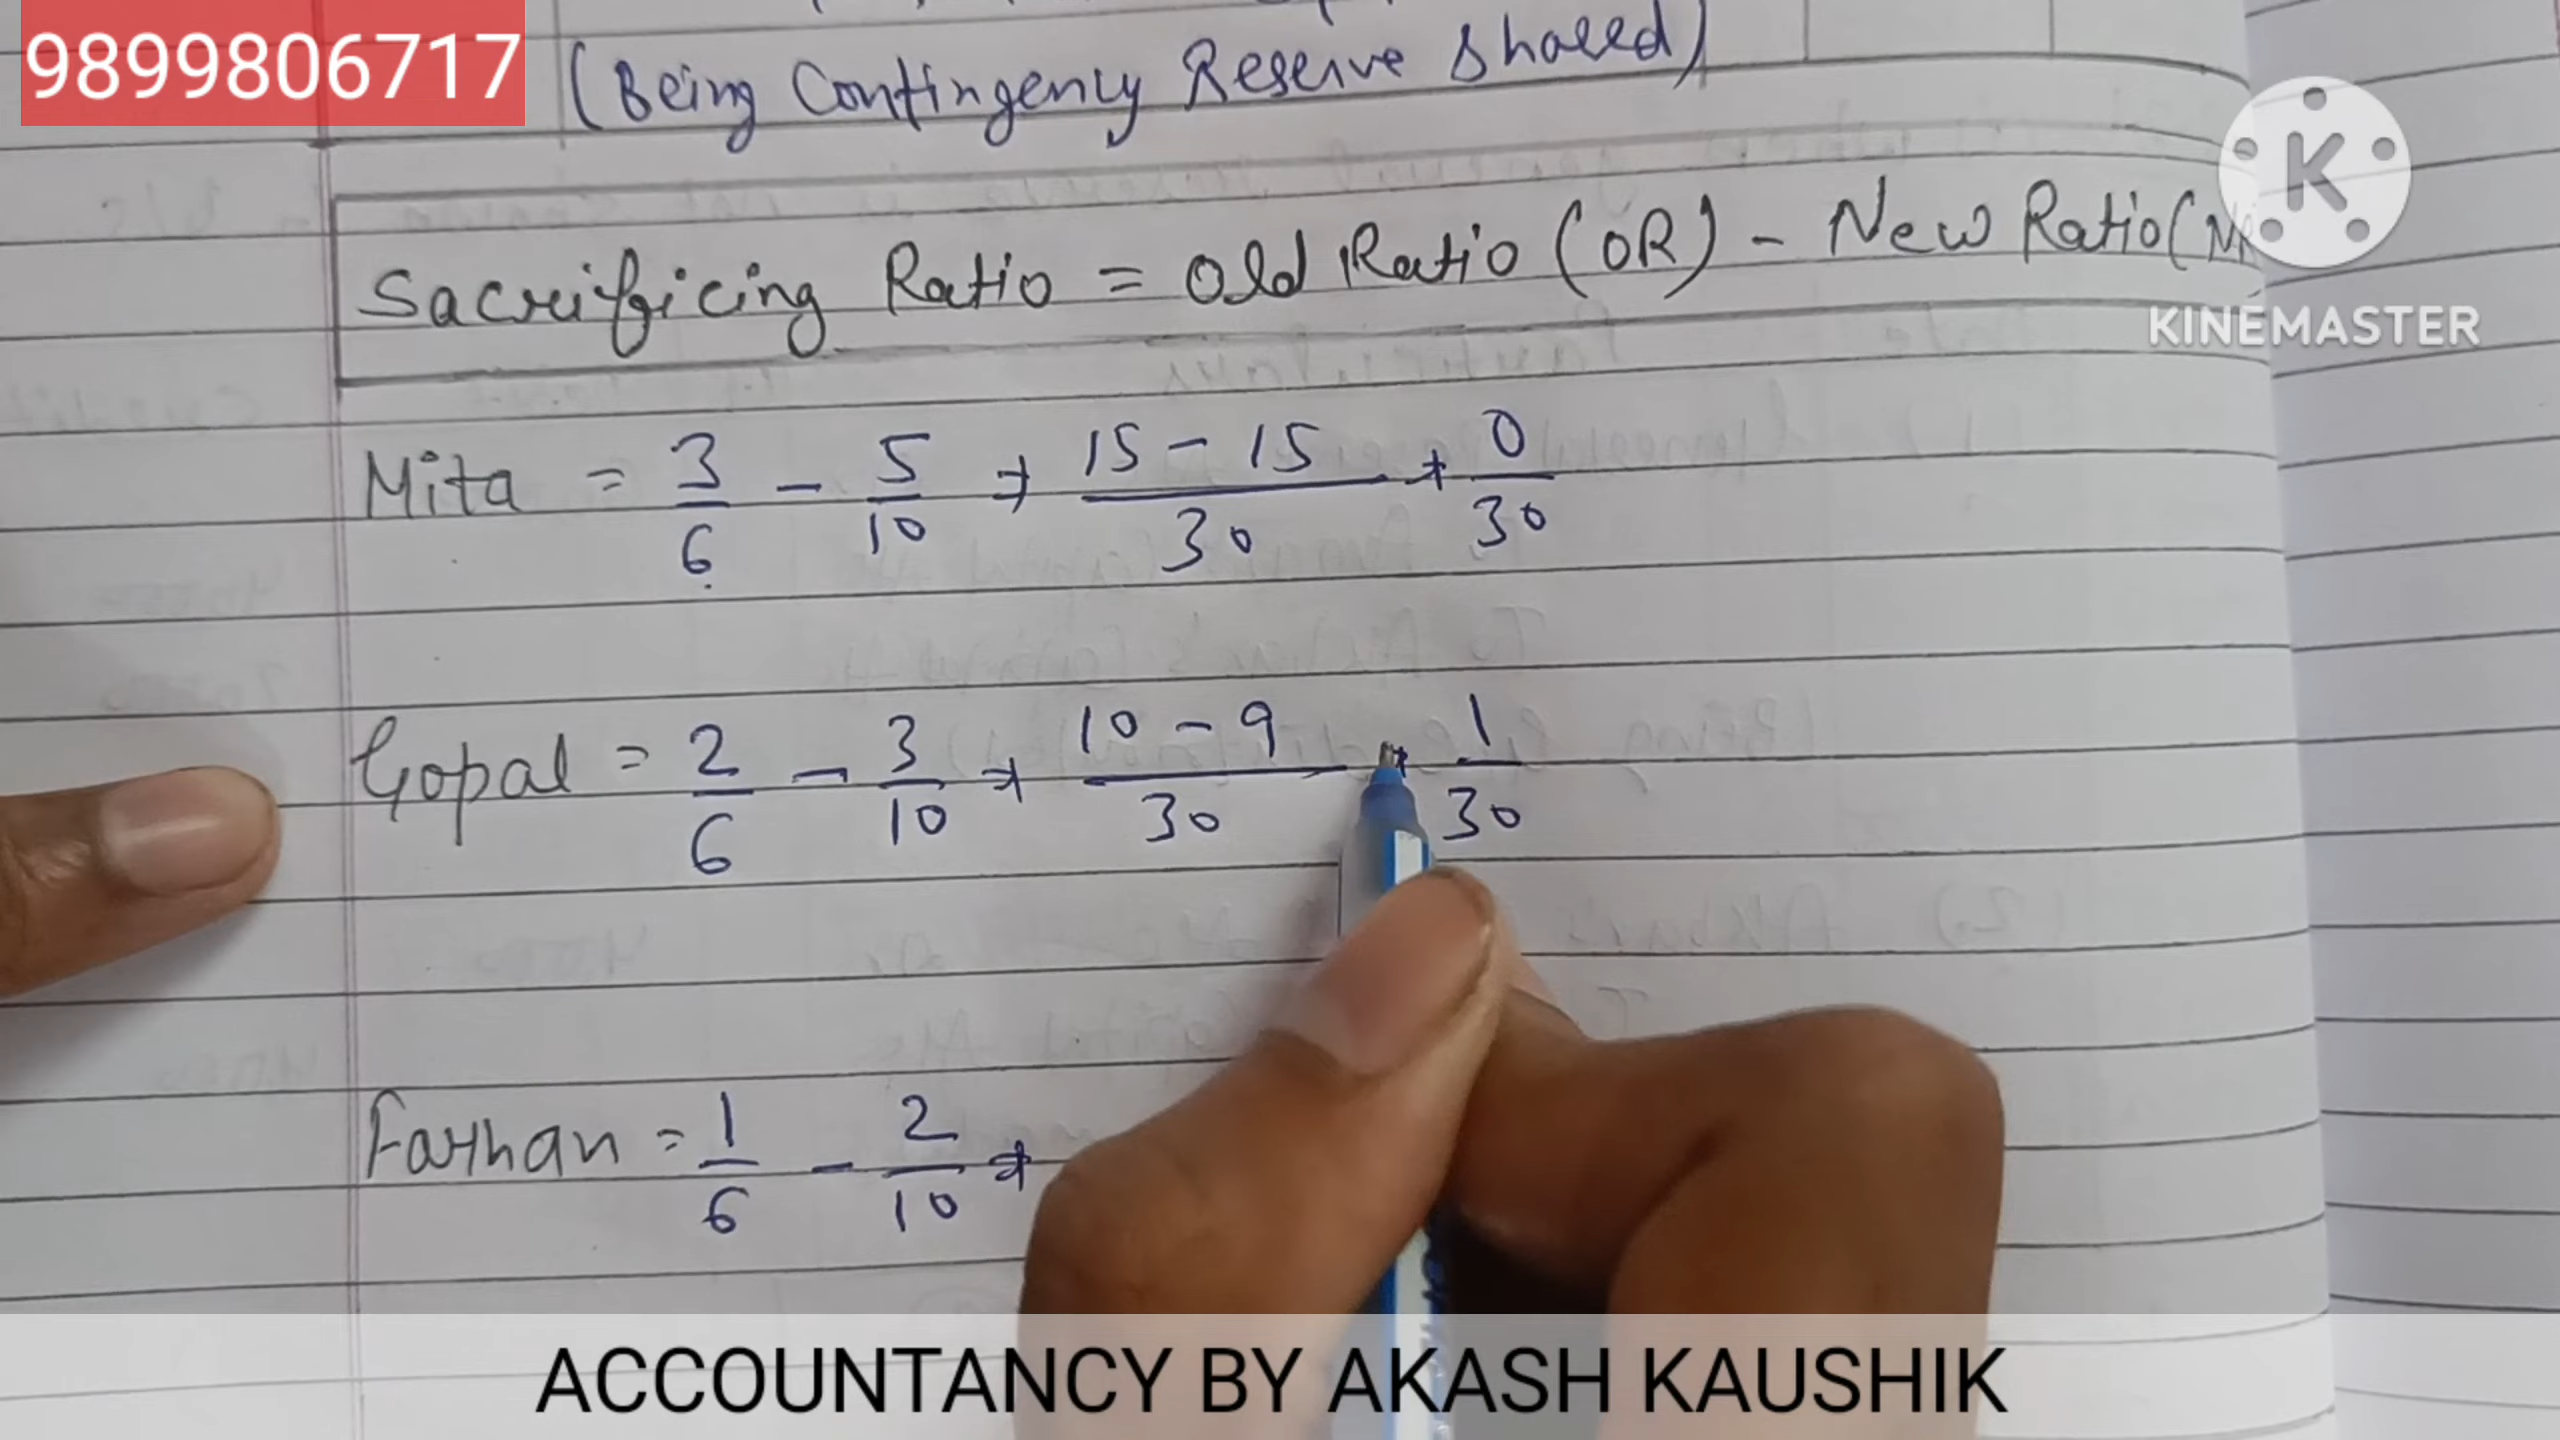 9899806717
(Being Contingency Reserve Shared)
K
KINEMASTER
Sacrificing Ratio = Old Ratio (OR) - New Ratio (N
Mita = 3/6 - 5/10 ⇒ 15 - 15/30 ⇒ 0/30
Gopal = 2/6 - 3/10 ⇒ 10 - 9/30 ⇒ 1/30
Farhan = 1/6 - 2/10 ⇒
ACCOUNTANCY BY AKASH KAUSHIK